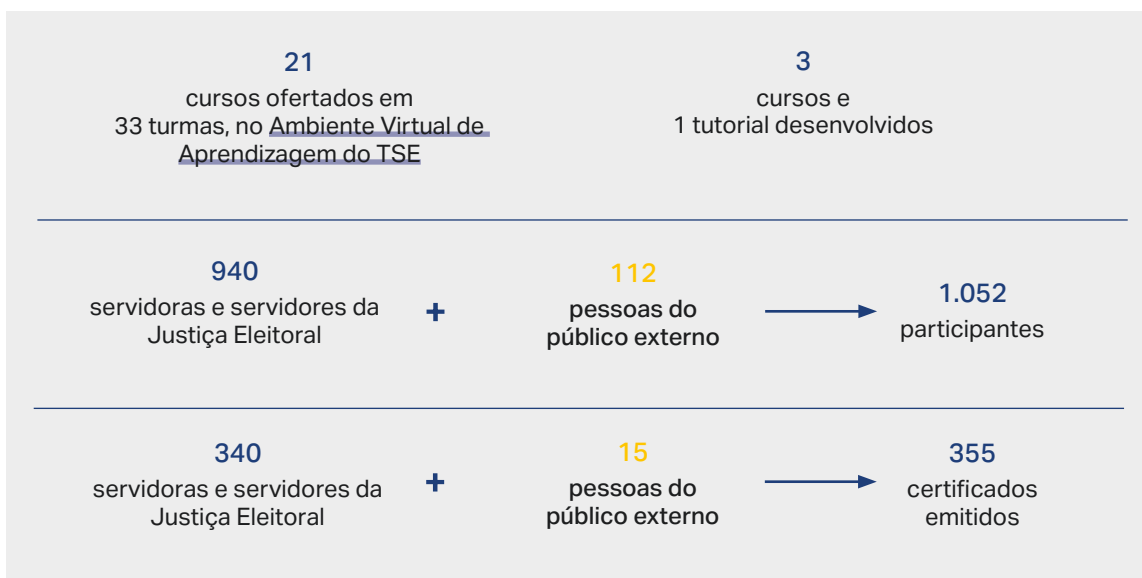 21
cursos ofertados em
33 turmas, no Ambiente Virtual de
Aprendizagem do TSE
3
cursos e
1 tutorial desenvolvidos
940
servidoras e servidores da
Justiça Eleitoral
+
112
pessoas do
público externo
1.052
participantes
340
servidoras e servidores da
Justiça Eleitoral
+
15
pessoas do
público externo
355
certificados
emitidos